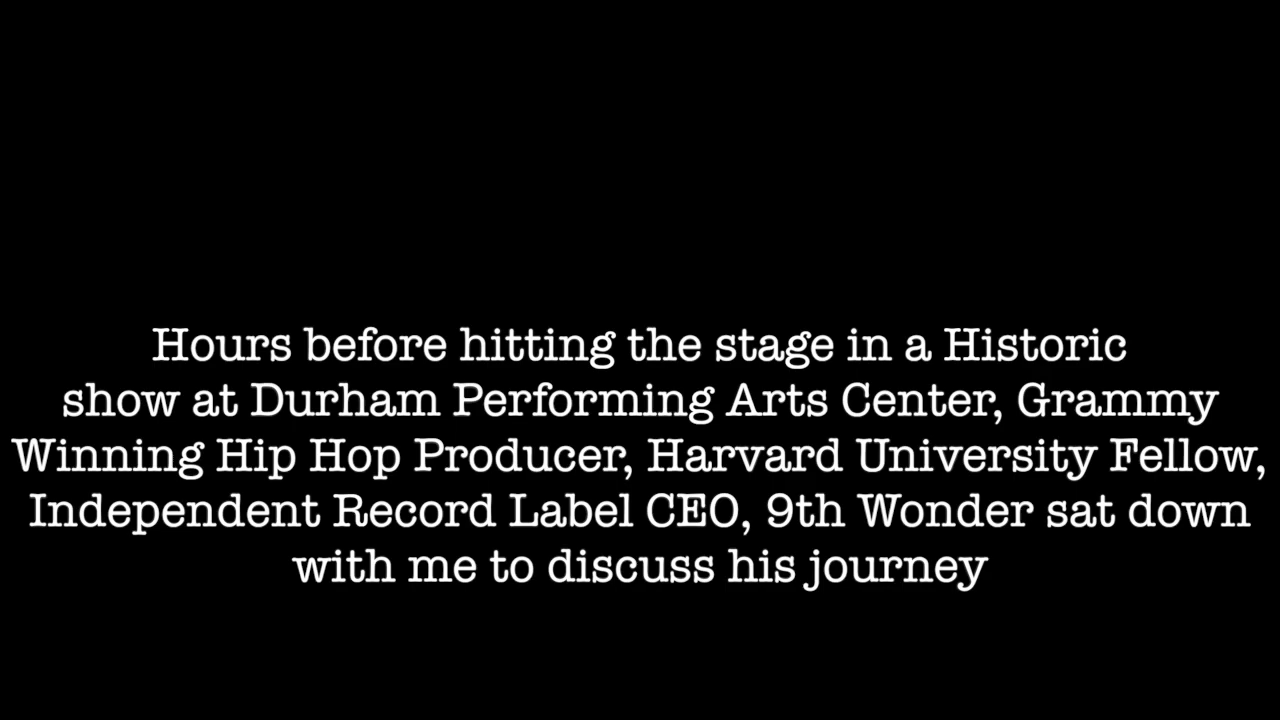 Hours before hitting the stage in a Historic
show at Durham Performing Arts Center, Grammy
Winning Hip Hop Producer, Harvard University Fellow,
Independent Record Label CEO, 9th Wonder sat down
with me to discuss his journey